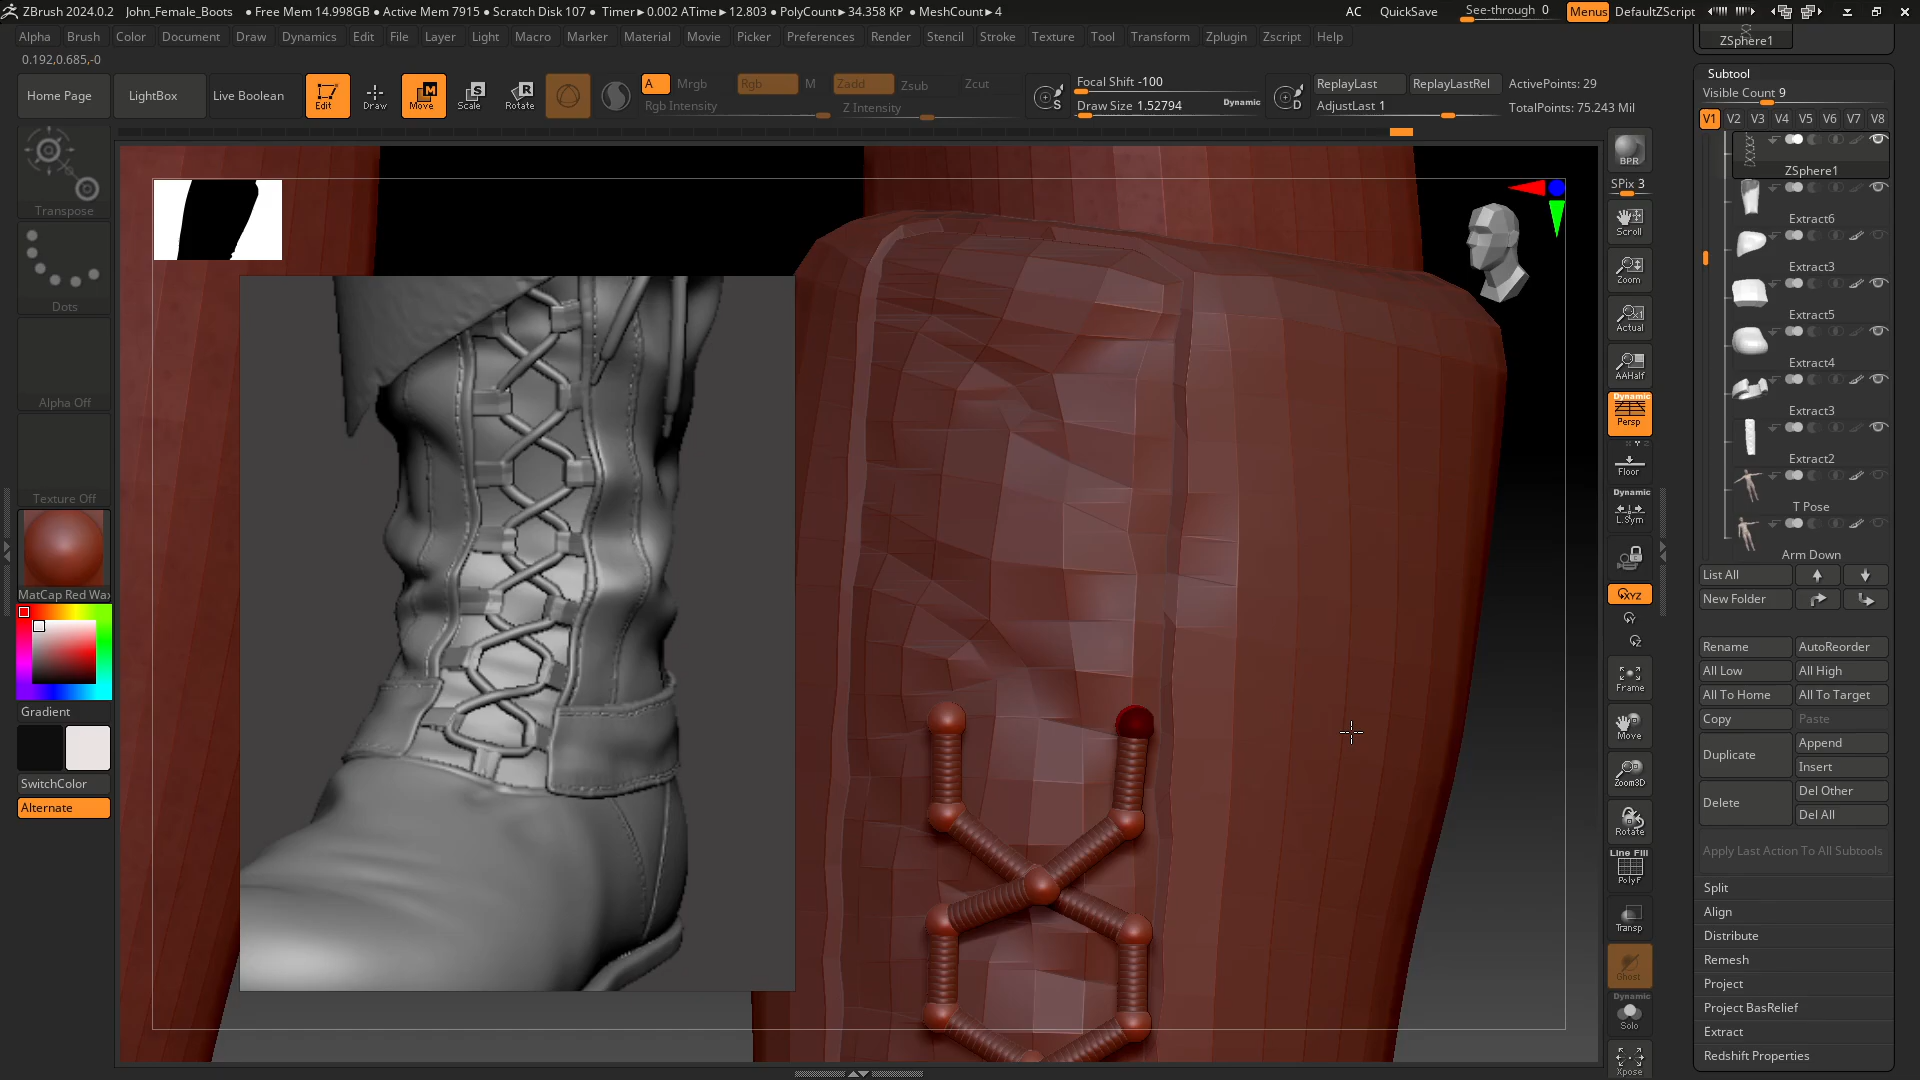 ZBrush 2024.0.2 John_Female_Boots ● Free Mem 14.998GB ● Active Mem 7915 ● Scratch Disk 107 ● Timer►0.002 ATime►12.803 ● PolyCount►34.358 KP ● MeshCount►4 AC QuickSave See-through 0 Menus DefaultZScript
Alpha Brush Color Document Draw Dynamics Edit File Layer Light Macro Marker Material Movie Picker Preferences Render Stencil Stroke Texture Tool Transform Zplugin Zscript Help
0.192,0.685,-0
Home Page LightBox Live Boolean Edit Draw Move Scale Rotate
A Mrgb Rgb M Zadd Zsub Zcut
Rgb Intensity Z Intensity
Focal Shift -100
Draw Size 1.52794 Dynamic
ReplayLast ReplayLastRel ActivePoints: 29
AdjustLast 1 TotalPoints: 75.243 Mil
Transpose
Dots
Alpha Off
Texture Off
MatCap Red Wax
Gradient
SwitchColor
Alternate
BPR
SPix 3
Scroll
Zoom
Actual
AAHalf
Dynamic
Persp
Floor
Dynamic
L.Sym
XYZ
Frame
Move
Zoom3D
Rotate
Line Fill
PolyF
Transp
Ghost
Dynamic
Solo
Xpose
ZSphere1
Subtool
Visible Count 9
V1 V2 V3 V4 V5 V6 V7 V8
ZSphere1
Extract6
Extract3
Extract5
Extract4
Extract3
Extract2
T Pose
Arm Down
List All
New Folder
Rename AutoReorder
All Low All High
All To Home All To Target
Copy Paste
Duplicate Append
Insert
Delete Del Other
Del All
Apply Last Action To All Subtools
Split
Align
Distribute
Remesh
Project
Project BasRelief
Extract
Redshift Properties